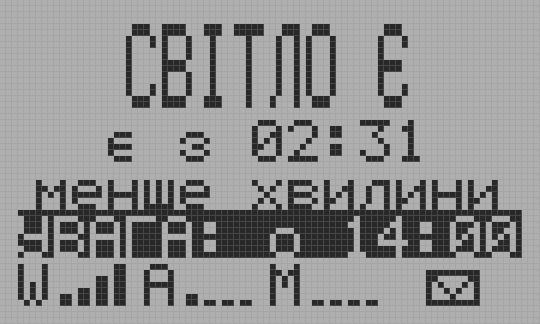 СВІТЛО Є
є з 02:31
менше хвилини
УВАГА: п 14:00
W A M